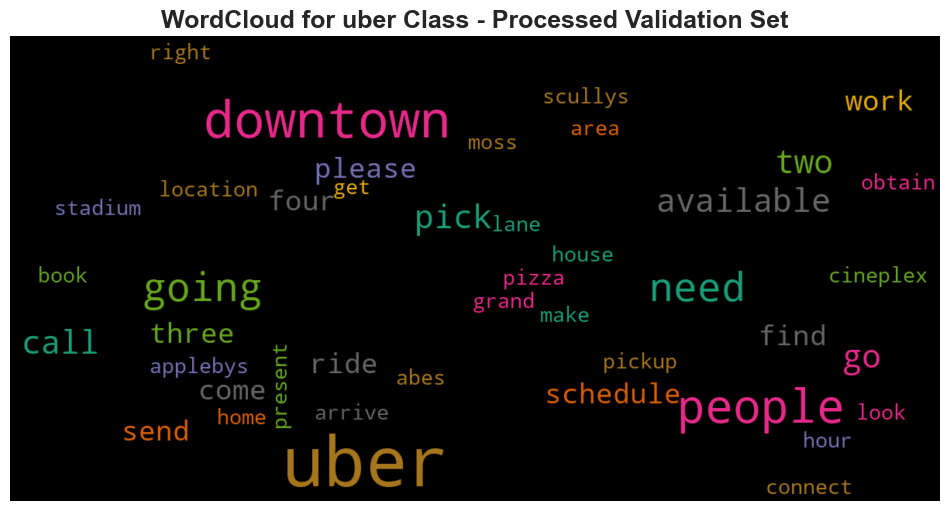 WordCloud for uber Class - Processed Validation Set
right
scullys
work
downtown
area
moss
please
two
location
get
obtain
stadium
four
available
pick
lane
house
book
going
pizza
need
cineplex
grand
make
call
three
find
applebys
present
ride
pickup
go
come
abes
schedule
home
arrive
people
look
send
hour
uber
connect